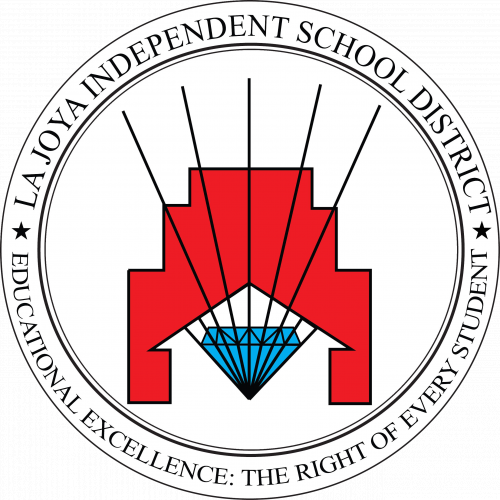 LA JOYA INDEPENDENT SCHOOL DISTRICT
EDUCATIONAL EXCELLENCE: THE RIGHT OF EVERY STUDENT